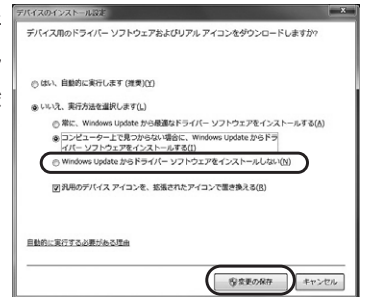 デバイスのインストール設定
デバイス用のドライバー ソフトウェアおよびリアル アイコンをダウンロードしますか?
はい、自動的に実行します (推奨)(Y)
いいえ、実行方法を選択します(L)
常に、Windows Update から最適なドライバー ソフトウェアをインストールする(A)
コンピューター上で見つからない場合に、Windows Update からドラ
イバー ソフトウェアをインストールする(I)
Windows Update からドライバー ソフトウェアをインストールしない(N)
汎用のデバイス アイコンを、拡張されたアイコンで置き換える(R)
自動的に実行する必要がある理由
変更の保存
キャンセル